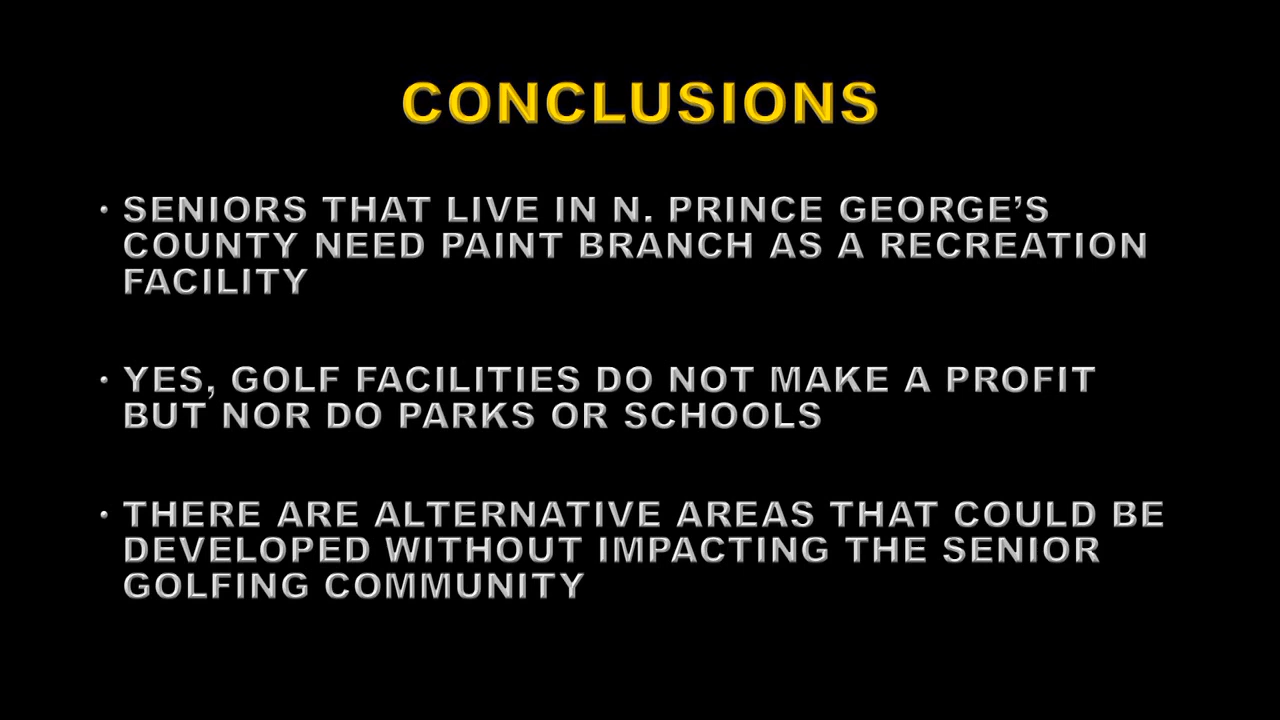 CONCLUSIONS
• SENIORS THAT LIVE IN N. PRINCE GEORGE’S
COUNTY NEED PAINT BRANCH AS A RECREATION
FACILITY
• YES, GOLF FACILITIES DO NOT MAKE A PROFIT
BUT NOR DO PARKS OR SCHOOLS
• THERE ARE ALTERNATIVE AREAS THAT COULD BE
DEVELOPED WITHOUT IMPACTING THE SENIOR
GOLFING COMMUNITY